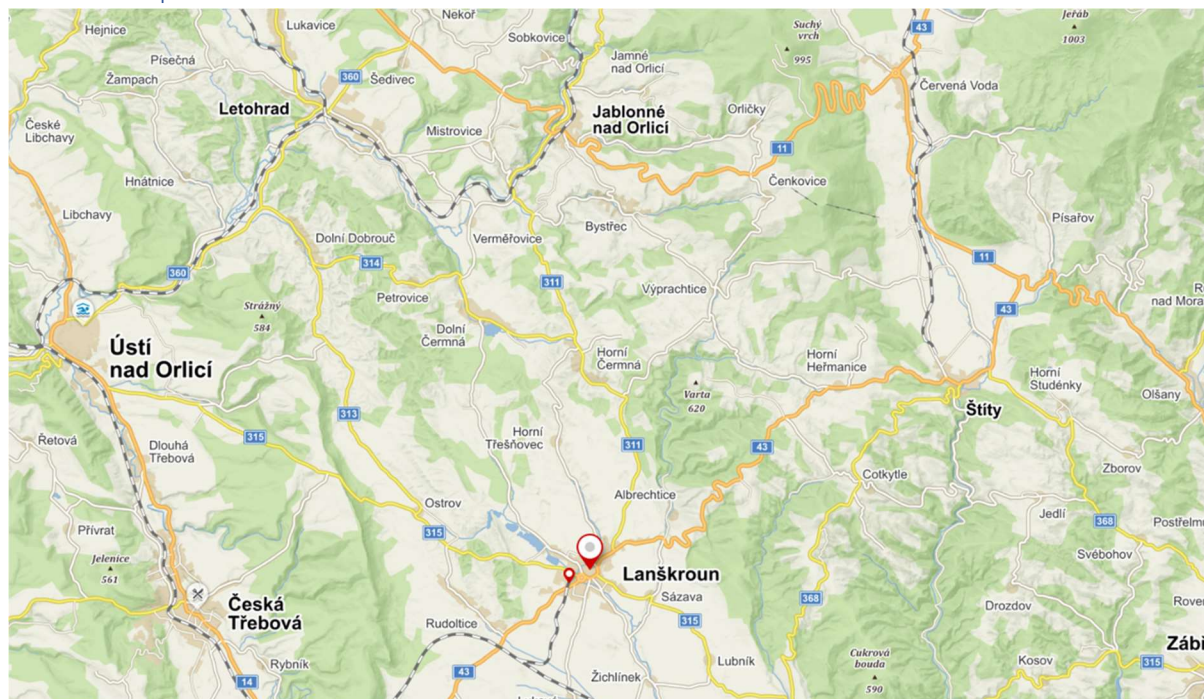 Hejnice
Lukavice
Nekoř
Sobkovice
Suchý
vrch
995
43
Jeřáb
1003
Písečná
Žampach
360
Šedivec
Jamné
nad Orlicí
Červená Voda
Letohrad
Jablonné
nad Orlicí
Orličky
České
Libchavy
Mistrovice
11
Hnátnice
Čenkovice
Libchavy
Písařov
Dolní Dobrouč
Verměřovice
Bystřec
314
11
360
311
Petrovice
Výprachtice
nad Mora
Strážný
584
43
Dolní
Čermná
Ústí
nad Orlicí
Horní
Čermná
Horní
Heřmanice
Horní
Studénky
Varta
620
Olšany
313
Štíty
Řetová
315
Dlouhá
Třebová
Horní
Třešňovec
311
43
Cotkytle
Zborov
Ostrov
Albrechtice
Přívrat
315
Jedlí
368
Postřelm
Jelenice
561
Svébohov
Lanškroun
Česká
Třebová
Sázava
368
Drozdov
Rove
Rudoltice
315
Zábř
Rybník
Lubník
Cukrová
bouda
590
Kosov
315
14
43
Žichlínek